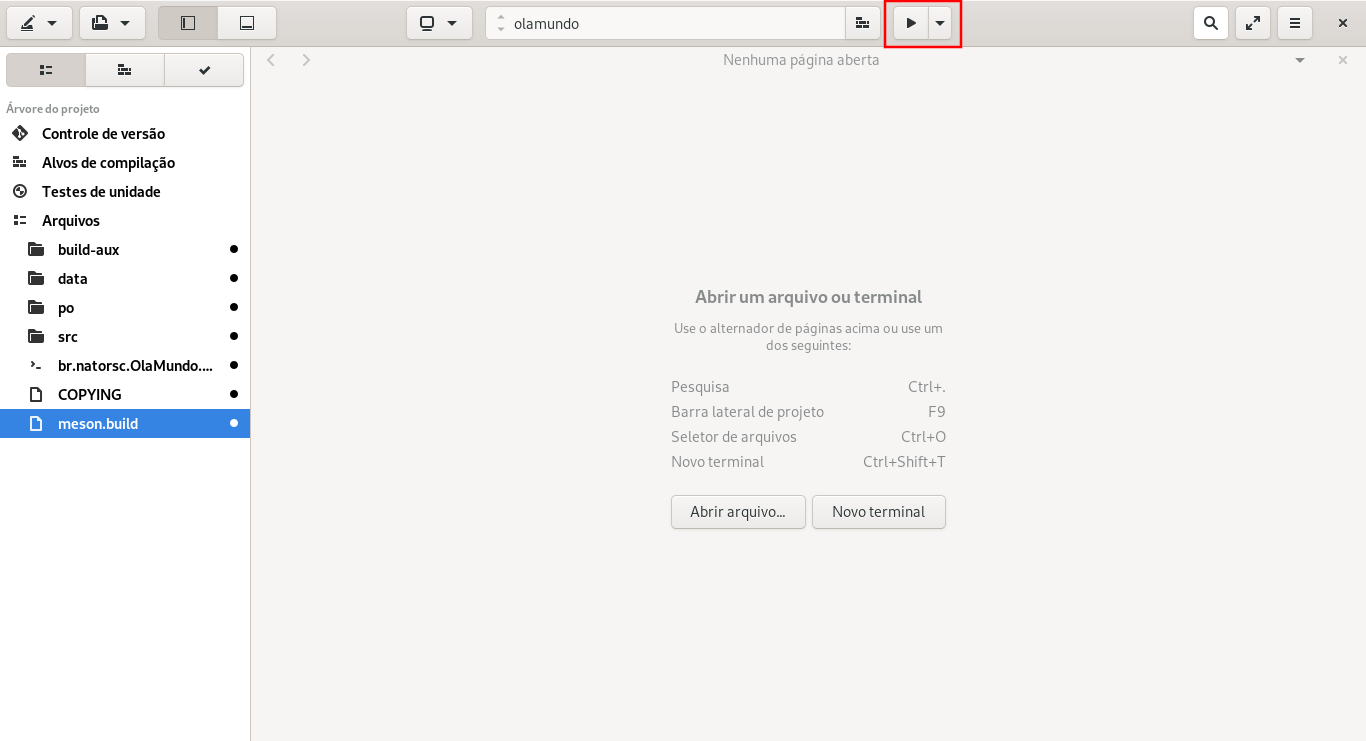 olamundo
Nenhuma página aberta
Árvore do projeto
Controle de versão
Alvos de compilação
Testes de unidade
Arquivos
build-aux
data
po
src
br.natorsc.OlaMundo....
COPYING
meson.build
Abrir um arquivo ou terminal
Use o alternador de páginas acima ou use um
dos seguintes:
Pesquisa Ctrl+.
Barra lateral de projeto F9
Seletor de arquivos Ctrl+O
Novo terminal Ctrl+Shift+T
Abrir arquivo... Novo terminal